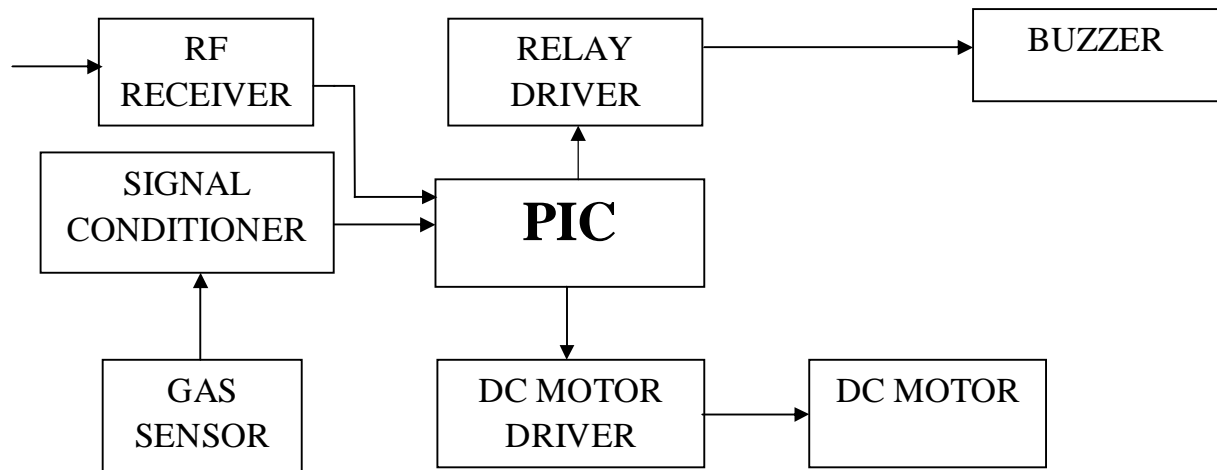 RF
RECEIVER
RELAY
DRIVER
BUZZER
SIGNAL
CONDITIONER
PIC
GAS
SENSOR
DC MOTOR
DRIVER
DC MOTOR